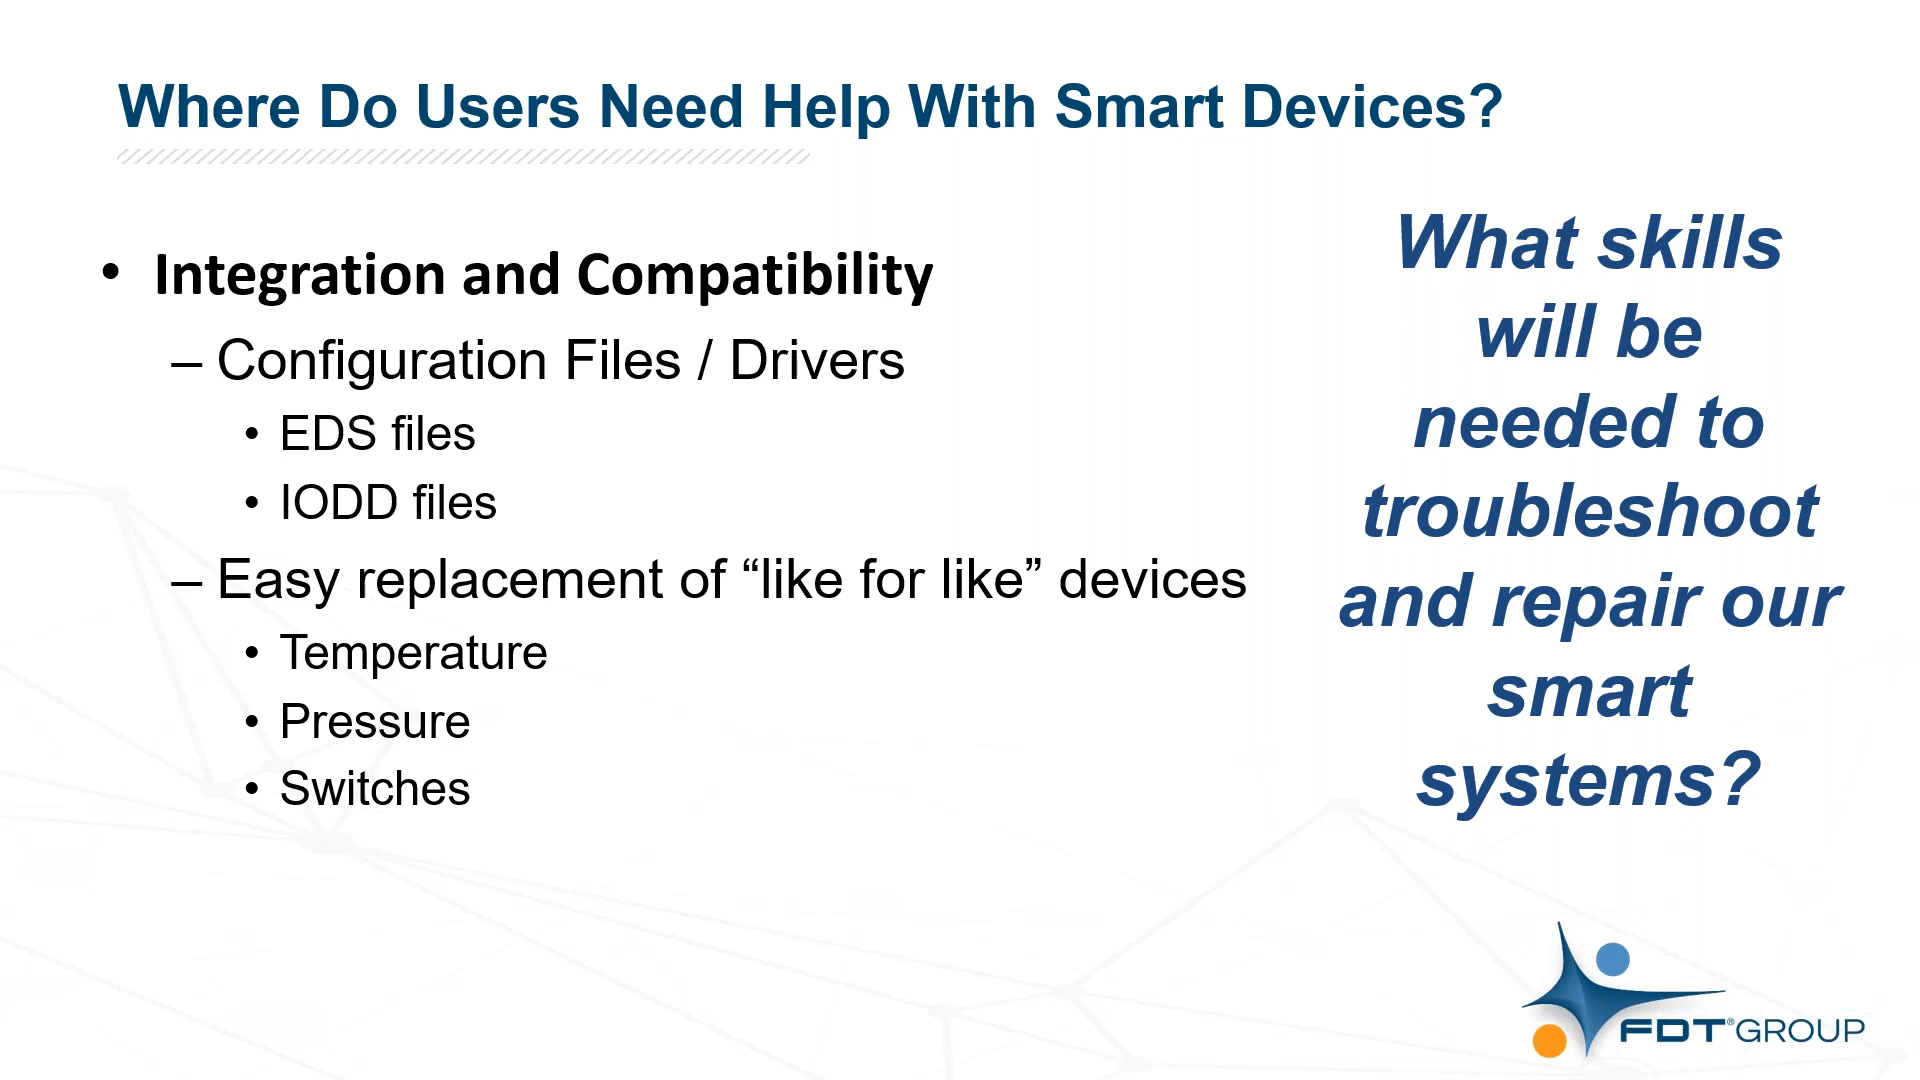 Where Do Users Need Help With Smart Devices?
• Integration and Compatibility
– Configuration Files / Drivers
• EDS files
• IODD files
– Easy replacement of “like for like” devices
• Temperature
• Pressure
• Switches
What skills
will be
needed to
troubleshoot
and repair our
smart
systems?
FDT® GROUP